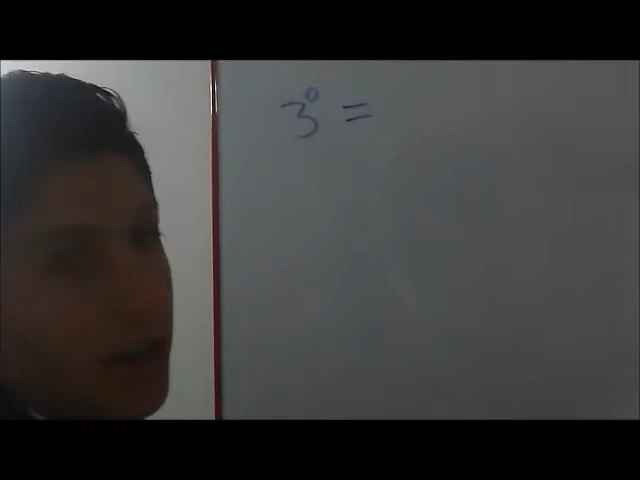 3⁰ =